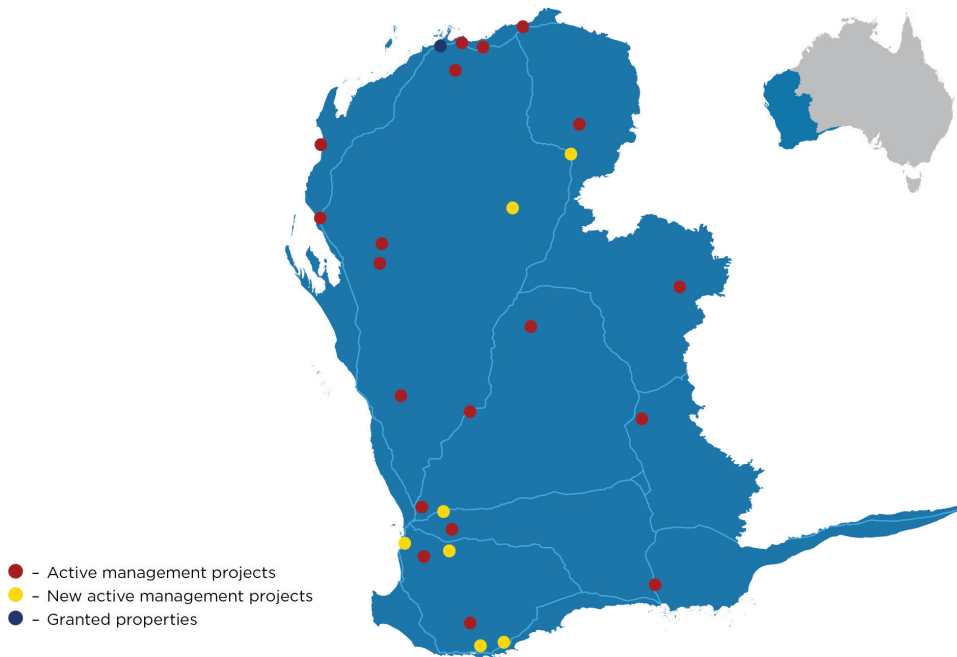 – Active management projects
– New active management projects
– Granted properties